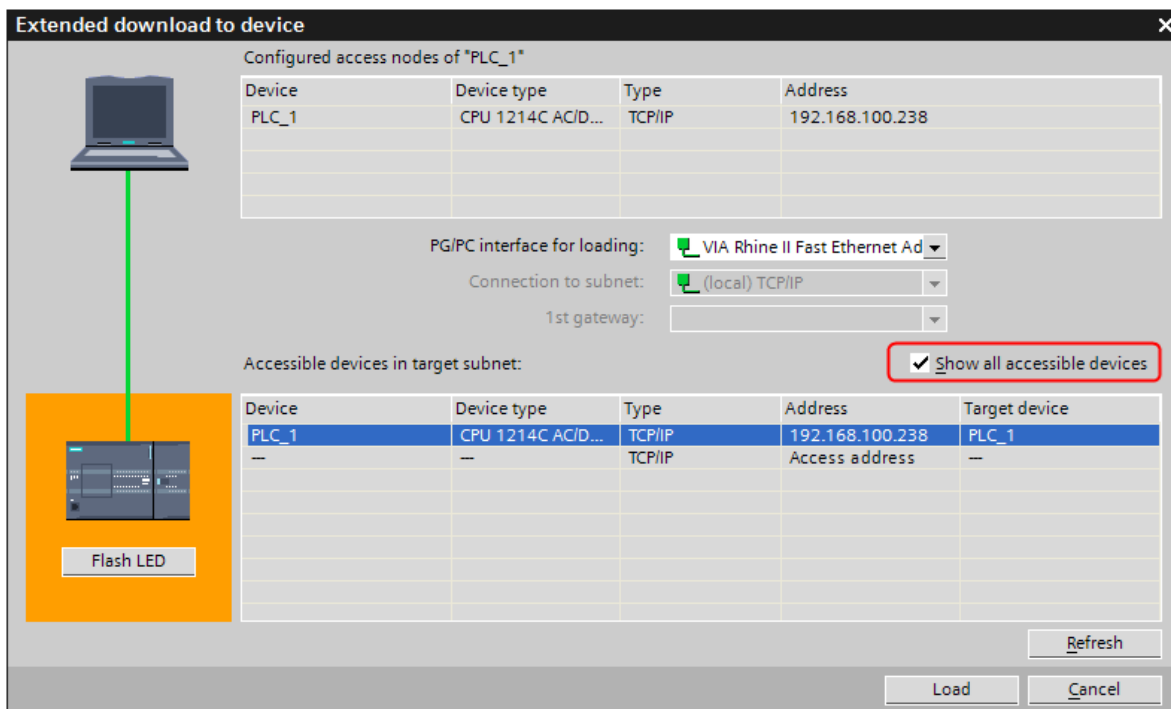 Extended download to device
Configured access nodes of "PLC_1"
Device Device type Type Address
PLC_1 CPU 1214C AC/D... TCP/IP 192.168.100.238
PG/PC interface for loading: VIA Rhine II Fast Ethernet Ad
Connection to subnet: (local) TCP/IP
1st gateway:
Accessible devices in target subnet: Show all accessible devices
Device Device type Type Address Target device
PLC_1 CPU 1214C AC/D... TCP/IP 192.168.100.238 PLC_1
— — TCP/IP Access address —
Flash LED
Refresh
Load Cancel